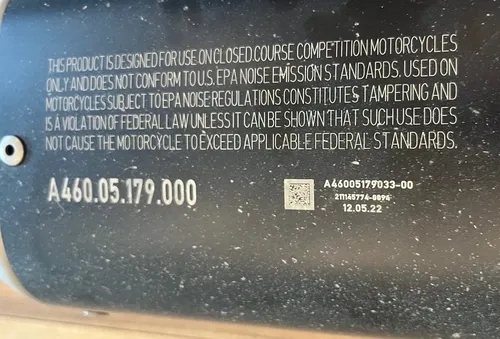 THIS PRODUCT IS DESIGNED FOR USE ON CLOSED COURSE COMPETITION MOTORCYCLES
ONLY AND DOES NOT CONFORM TO U.S. EPA NOISE EMISSION STANDARDS. USED ON
MOTORCYCLES SUBJECT TO EPA NOISE REGULATIONS CONSTITUTES TAMPERING AND
IS A VIOLATION OF FEDERAL LAW UNLESS IT CAN BE SHOWN THAT SUCH USE DOES
NOT CAUSE THE MOTORCYCLE TO EXCEED APPLICABLE FEDERAL STANDARDS.
A460.05.179.000
A46005179033-00
211145774-8894
12.05.22